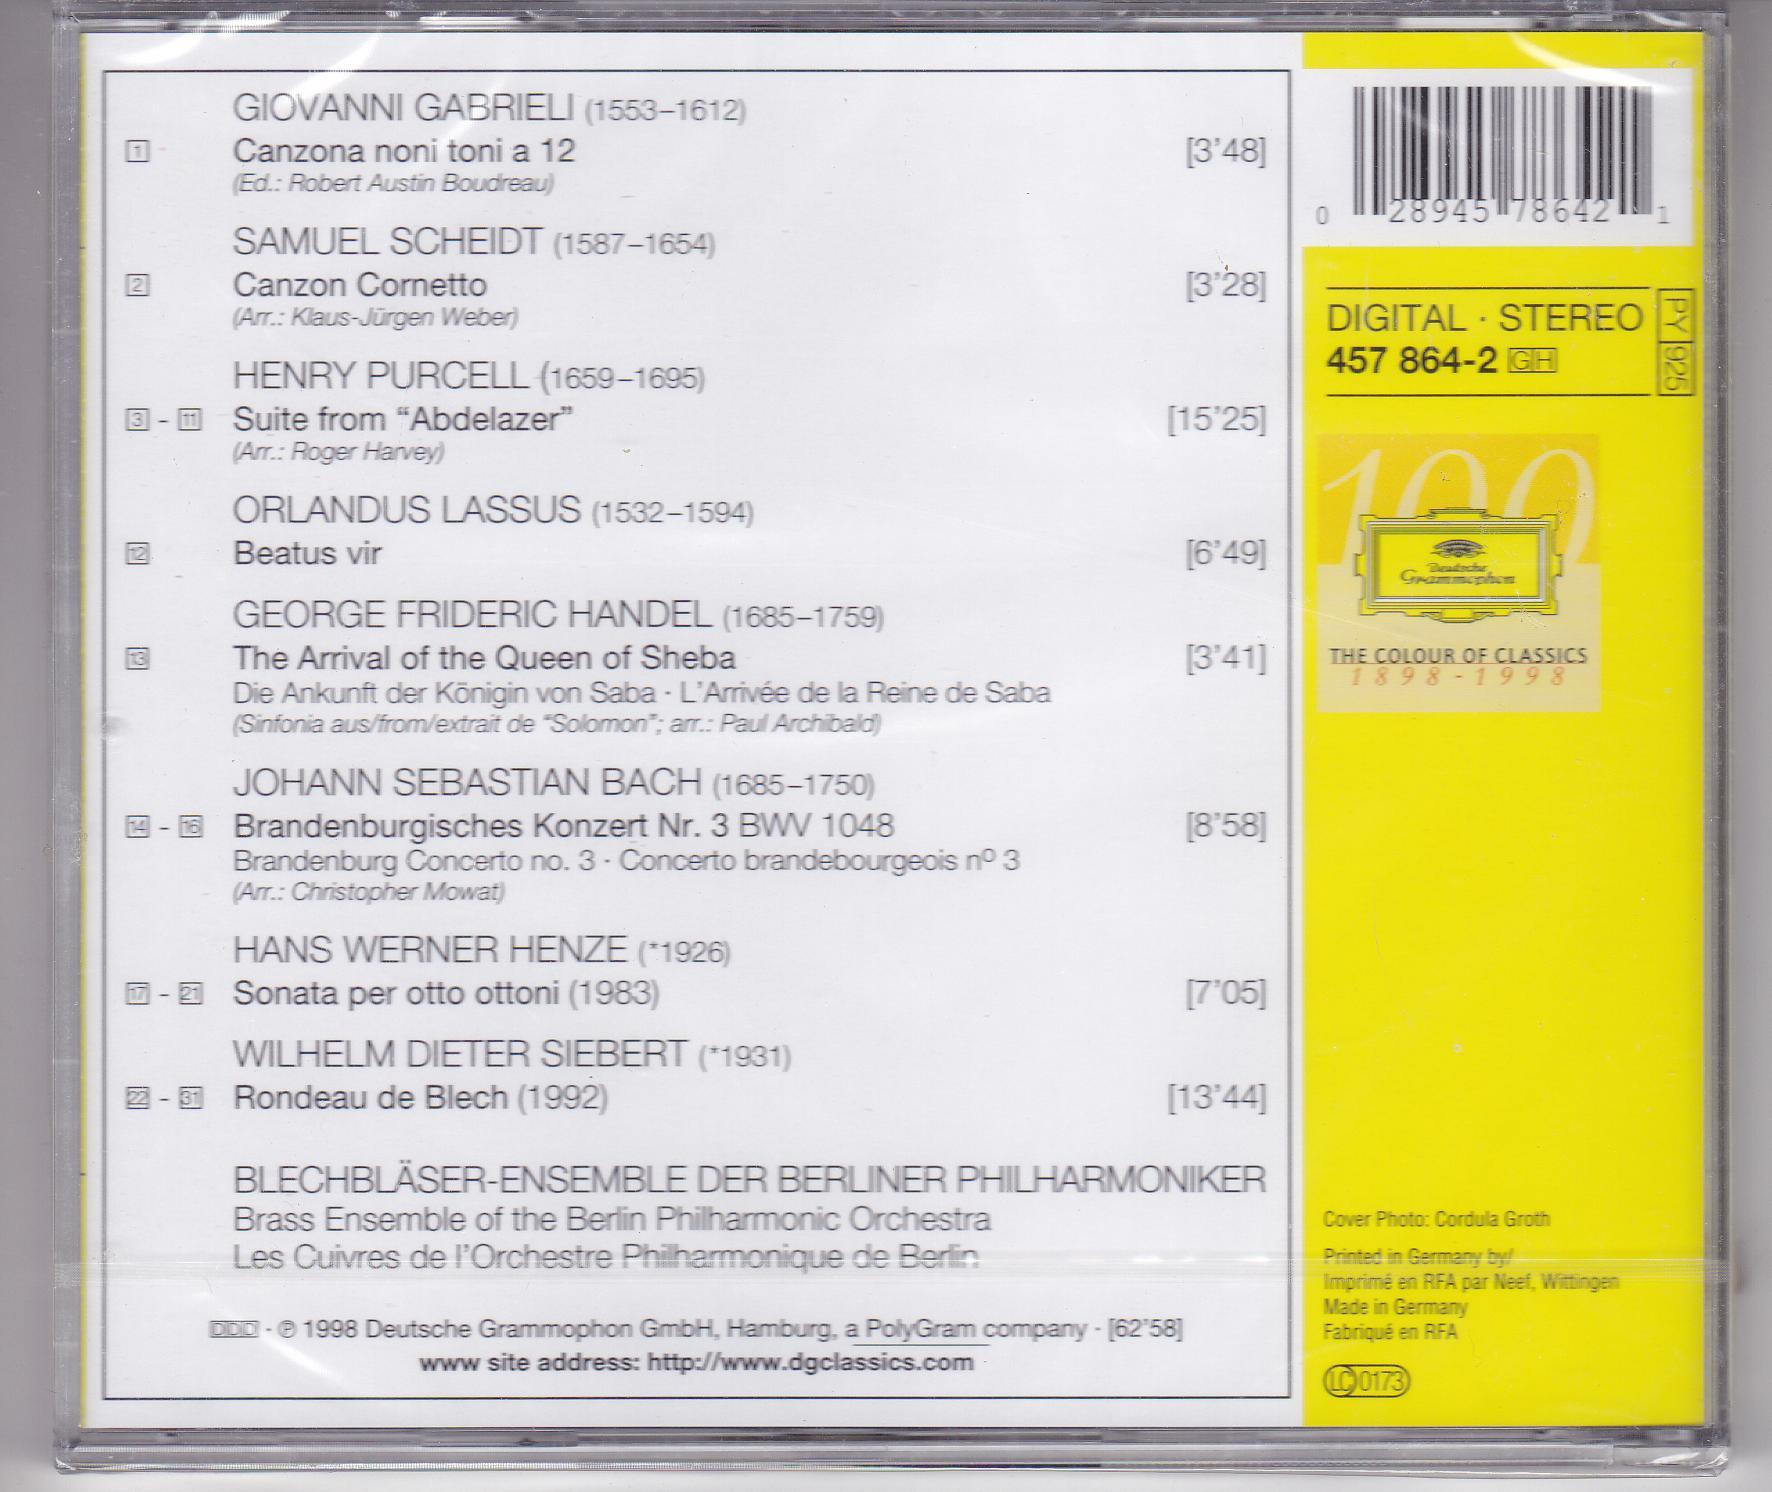 GIOVANNI GABRIELI (1553–1612)
1 Canzona noni toni a 12 [3'48]
(Ed.: Robert Austin Boudreau)
SAMUEL SCHEIDT (1587–1654)
2 Canzon Cornetto [3'28]
(Arr.: Klaus-Jürgen Weber)
HENRY PURCELL (1659–1695)
3 - 11 Suite from “Abdelazer” [15'25]
(Arr.: Roger Harvey)
ORLANDUS LASSUS (1532–1594)
12 Beatus vir [6'49]
GEORGE FRIDERIC HANDEL (1685–1759)
13 The Arrival of the Queen of Sheba [3'41]
Die Ankunft der Königin von Saba · L'Arrivée de la Reine de Saba
(Sinfonia aus/from/extrait de “Solomon”; arr.: Paul Archibald)
JOHANN SEBASTIAN BACH (1685–1750)
14 - 16 Brandenburgisches Konzert Nr. 3 BWV 1048 [8'58]
Brandenburg Concerto no. 3 · Concerto brandebourgeois nº 3
(Arr.: Christopher Mowat)
HANS WERNER HENZE (*1926)
17 - 21 Sonata per otto ottoni (1983) [7'05]
WILHELM DIETER SIEBERT (*1931)
22 - 31 Rondeau de Blech (1992) [13'44]
BLECHBLÄSER-ENSEMBLE DER BERLINER PHILHARMONIKER
Brass Ensemble of the Berlin Philharmonic Orchestra
Les Cuivres de l'Orchestre Philharmonique de Berlin
DDD · ℗ 1998 Deutsche Grammophon GmbH, Hamburg, a PolyGram company · [62'58]
www site address: http://www.dgclassics.com
0 28945 78642 1
DIGITAL · STEREO
457 864-2 GH
PY 925
100
Deutsche
Grammophon
THE COLOUR OF CLASSICS
1898-1998
Cover Photo: Cordula Groth
Printed in Germany by/
Imprimé en RFA par Neef, Wittingen
Made in Germany
Fabriqué en RFA
LC 0173